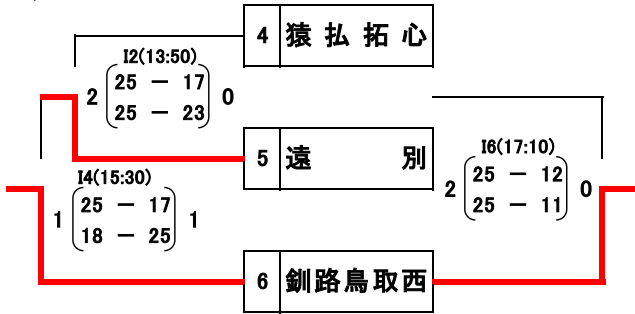 4 猿払拓心
I2(13:50)
2 25 － 17 0
25 － 23
5 遠別
I6(17:10)
2 25 － 12 0
25 － 11
I4(15:30)
1 25 － 17 1
18 － 25
6 釧路鳥取西